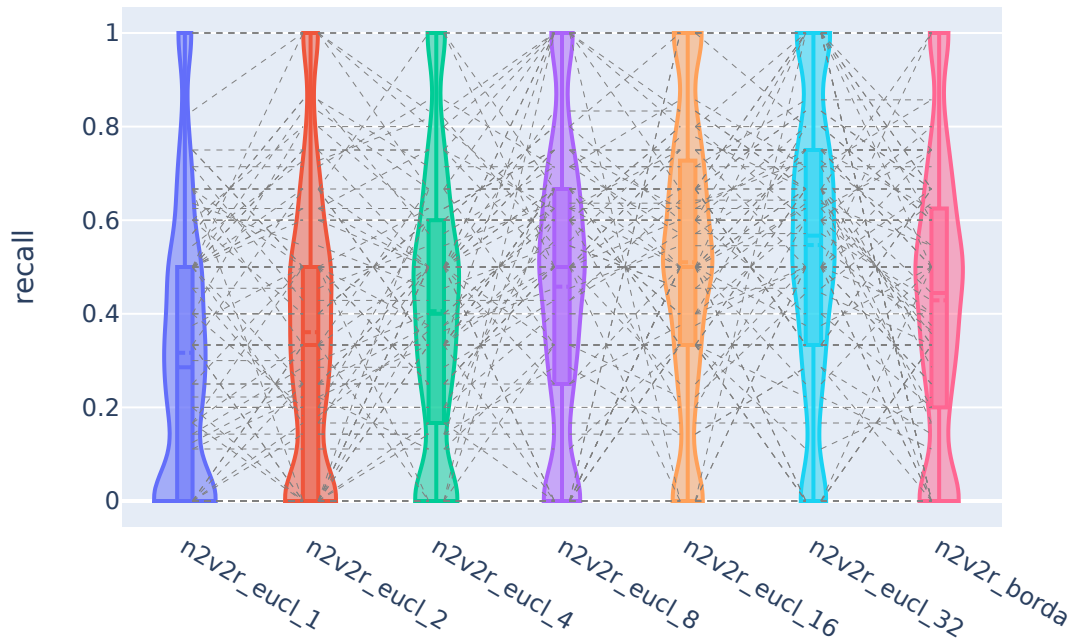 1
0.8
0.6
0.4
0.2
0
recall
n2v2r_eucl_1
n2v2r_eucl_2
n2v2r_eucl_4
n2v2r_eucl_8
n2v2r_eucl_16
n2v2r_eucl_32
n2v2r_borda